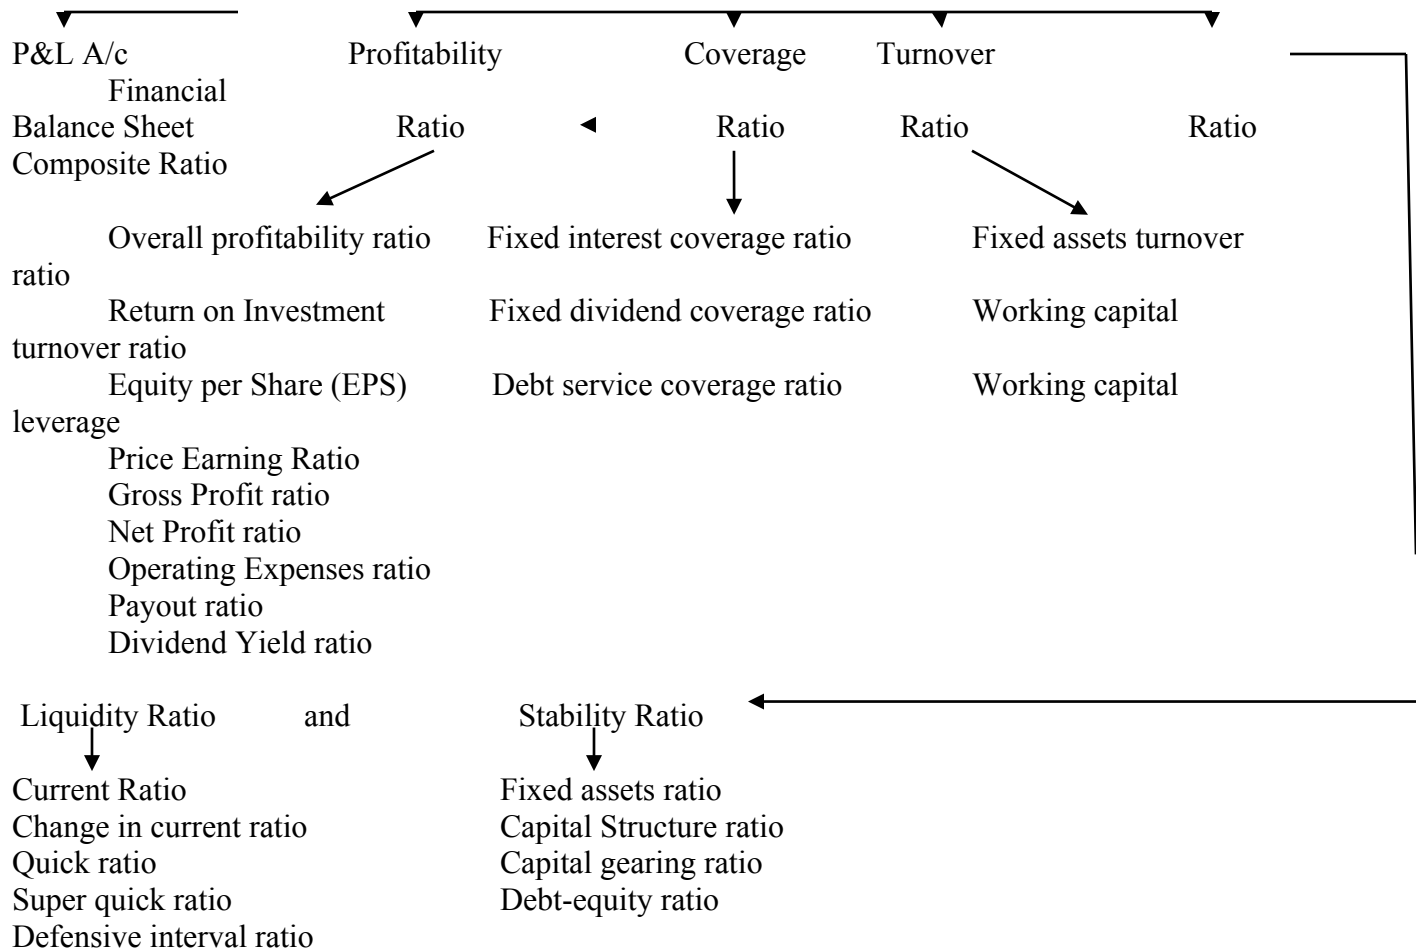 P&L A/c Profitability Coverage Turnover
Financial
Balance Sheet Ratio Ratio Ratio Ratio
Composite Ratio
Overall profitability ratio Fixed interest coverage ratio Fixed assets turnover
ratio
Return on Investment Fixed dividend coverage ratio Working capital
turnover ratio
Equity per Share (EPS) Debt service coverage ratio Working capital
leverage
Price Earning Ratio
Gross Profit ratio
Net Profit ratio
Operating Expenses ratio
Payout ratio
Dividend Yield ratio
Liquidity Ratio and Stability Ratio
Current Ratio Fixed assets ratio
Change in current ratio Capital Structure ratio
Quick ratio Capital gearing ratio
Super quick ratio Debt-equity ratio
Defensive interval ratio